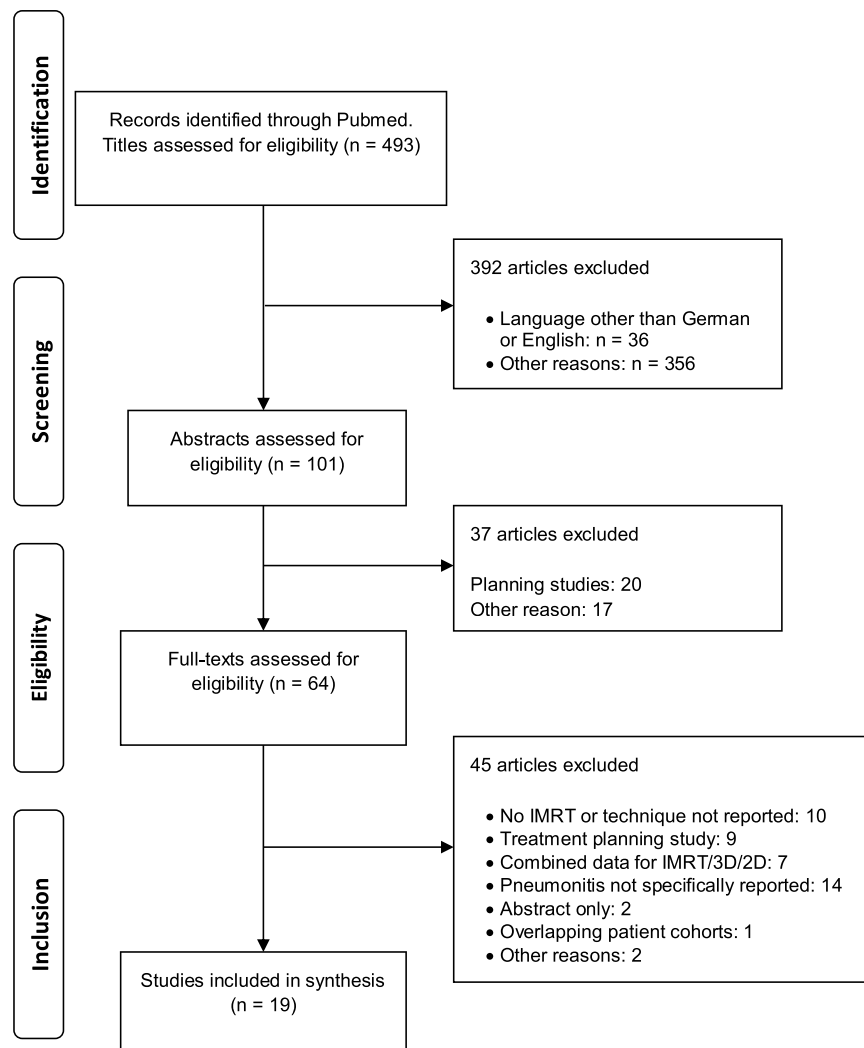 Identification
Records identified through Pubmed.
Titles assessed for eligibility (n = 493)
392 articles excluded
• Language other than German
or English: n = 36
• Other reasons: n = 356
Screening
Abstracts assessed for
eligibility (n = 101)
37 articles excluded
Planning studies: 20
Other reason: 17
Eligibility
Full-texts assessed for
eligibility (n = 64)
45 articles excluded
• No IMRT or technique not reported: 10
• Treatment planning study: 9
• Combined data for IMRT/3D/2D: 7
• Pneumonitis not specifically reported: 14
• Abstract only: 2
• Overlapping patient cohorts: 1
• Other reasons: 2
Inclusion
Studies included in synthesis
(n = 19)